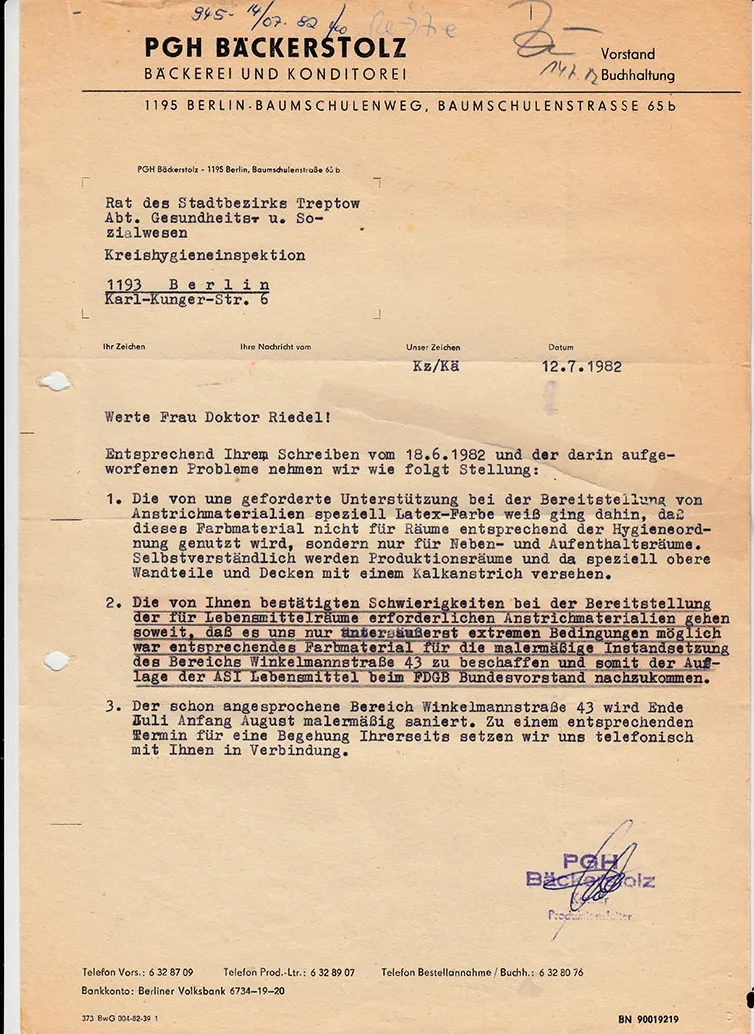 945- 14/07. 82
PGH BÄCKERSTOLZ
BÄCKEREI UND KONDITOREI
Vorstand
Buchhaltung
1195 BERLIN-BAUMSCHULENWEG, BAUMSCHULENSTRASSE 65b
PGH Bäckerstolz - 1195 Berlin, Baumschulenstraße 65 b
Rat des Stadtbezirks Treptow
Abt. Gesundheits- u. So-
zialwesen
Kreishygieneinspektion
1193 B e r l i n
Karl-Kunger-Str. 6
Ihr Zeichen Ihre Nachricht vom Unser Zeichen Datum
Kz/Kä 12.7.1982
Werte Frau Doktor Riedel!
Entsprechend Ihrem Schreiben vom 18.6.1982 und der darin aufge-
worfenen Probleme nehmen wir wie folgt Stellung:
1. Die von uns geforderte Unterstützung bei der Bereitstellung von
Anstrichmaterialien speziell Latex-Farbe weiß ging dahin, daß
dieses Farbmaterial nicht für Räume entsprechend der Hygieneord-
nung genutzt wird, sondern nur für Neben- und Aufenthaltsräume.
Selbstverständlich werden Produktionsräume und da speziell obere
Wandteile und Decken mit einem Kalkanstrich versehen.
2. Die von Ihnen bestätigten Schwierigkeiten bei der Bereitstellung
der für Lebensmittelräume erforderlichen Anstrichmaterialien gehen
soweit, daß es uns nur unter äußerst extremen Bedingungen möglich
war entsprechendes Farbmaterial für die malermäßige Instandsetzung
des Bereichs Winkelmannstraße 43 zu beschaffen und somit der Auf-
lage der ASI Lebensmittel beim FDGB Bundesvorstand nachzukommen.
3. Der schon angesprochene Bereich Winkelmannstraße 43 wird Ende
Juli Anfang August malermäßig saniert. Zu einem entsprechenden
Termin für eine Begehung Ihrerseits setzen wir uns telefonisch
mit Ihnen in Verbindung.
PGH
Bäckerstolz
Produktionsleiter
Telefon Vors.: 6 32 87 09 Telefon Prod.-Ltr.: 6 32 89 07 Telefon Bestellannahme / Buchh.: 6 32 80 76
Bankkonto: Berliner Volksbank 6734-19-20
373 BwG 004-82-39 1 BN 90019219